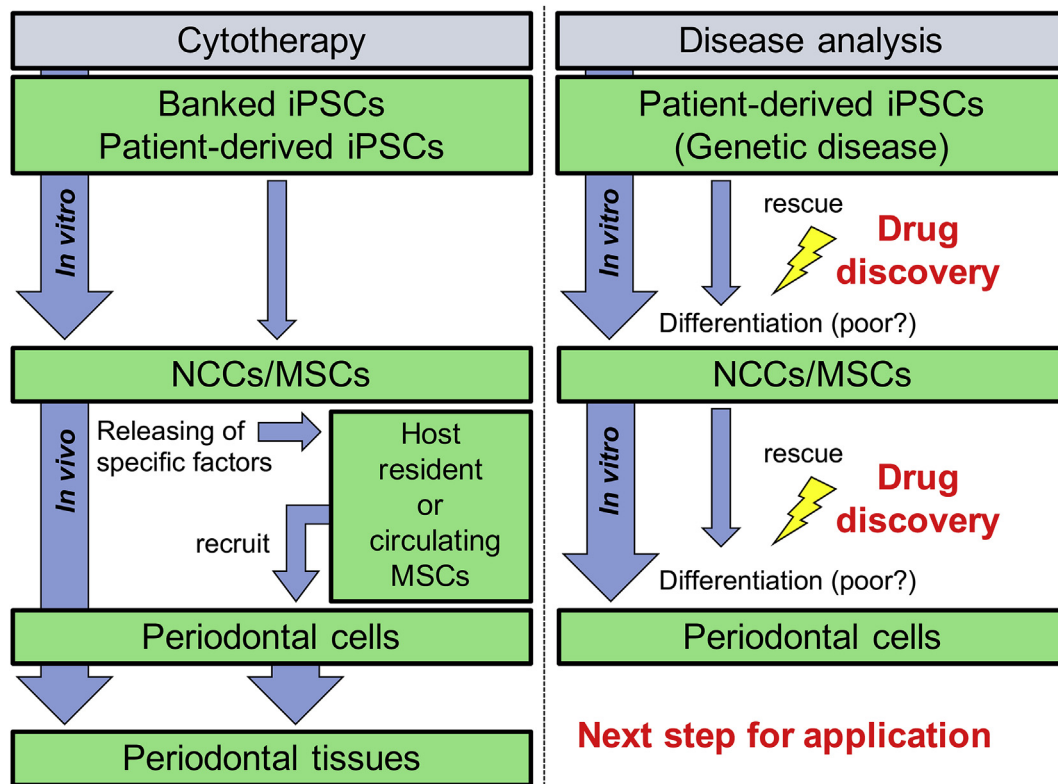 Cytotherapy
Banked iPSCs
Patient-derived iPSCs
In vitro
NCCs/MSCs
In vivo
Releasing of
specific factors
Host
resident
or
circulating
MSCs
recruit
Periodontal cells
Periodontal tissues
Disease analysis
Patient-derived iPSCs
(Genetic disease)
In vitro
rescue
Drug
discovery
Differentiation (poor?)
NCCs/MSCs
In vitro
rescue
Drug
discovery
Differentiation (poor?)
Periodontal cells
Next step for application